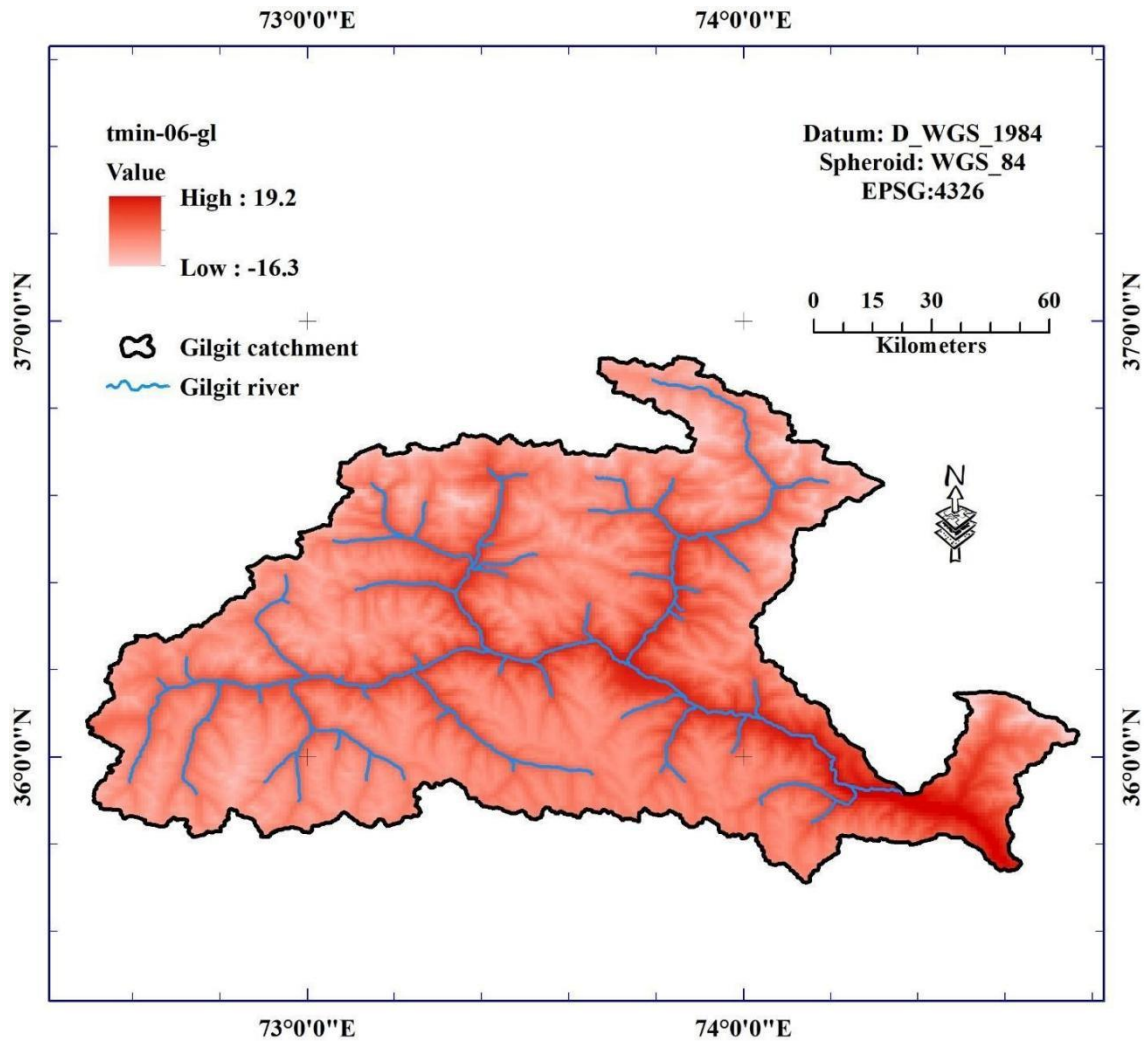 73°0'0"E
74°0'0"E
tmin-06-gl
Value
High : 19.2
Low : -16.3
Datum: D_WGS_1984
Spheroid: WGS_84
EPSG:4326
0 15 30 60
Kilometers
37°0'0"N
37°0'0"N
Gilgit catchment
Gilgit river
N
36°0'0"N
36°0'0"N
73°0'0"E
74°0'0"E